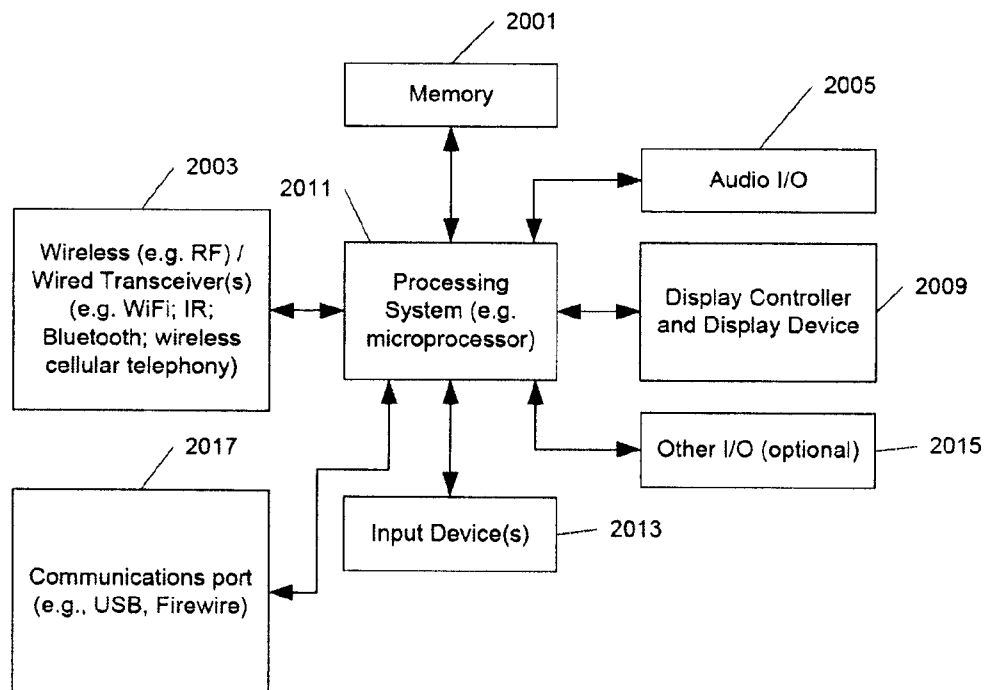 2001
Memory
2005
Audio I/O
2003
Wireless (e.g. RF) /
Wired Transceiver(s)
(e.g. WiFi; IR;
Bluetooth; wireless
cellular telephony)
2011
Processing
System (e.g.
microprocessor)
Display Controller
and Display Device
2009
2017
Communications port
(e.g., USB, Firewire)
Input Device(s)
2013
Other I/O (optional)
2015